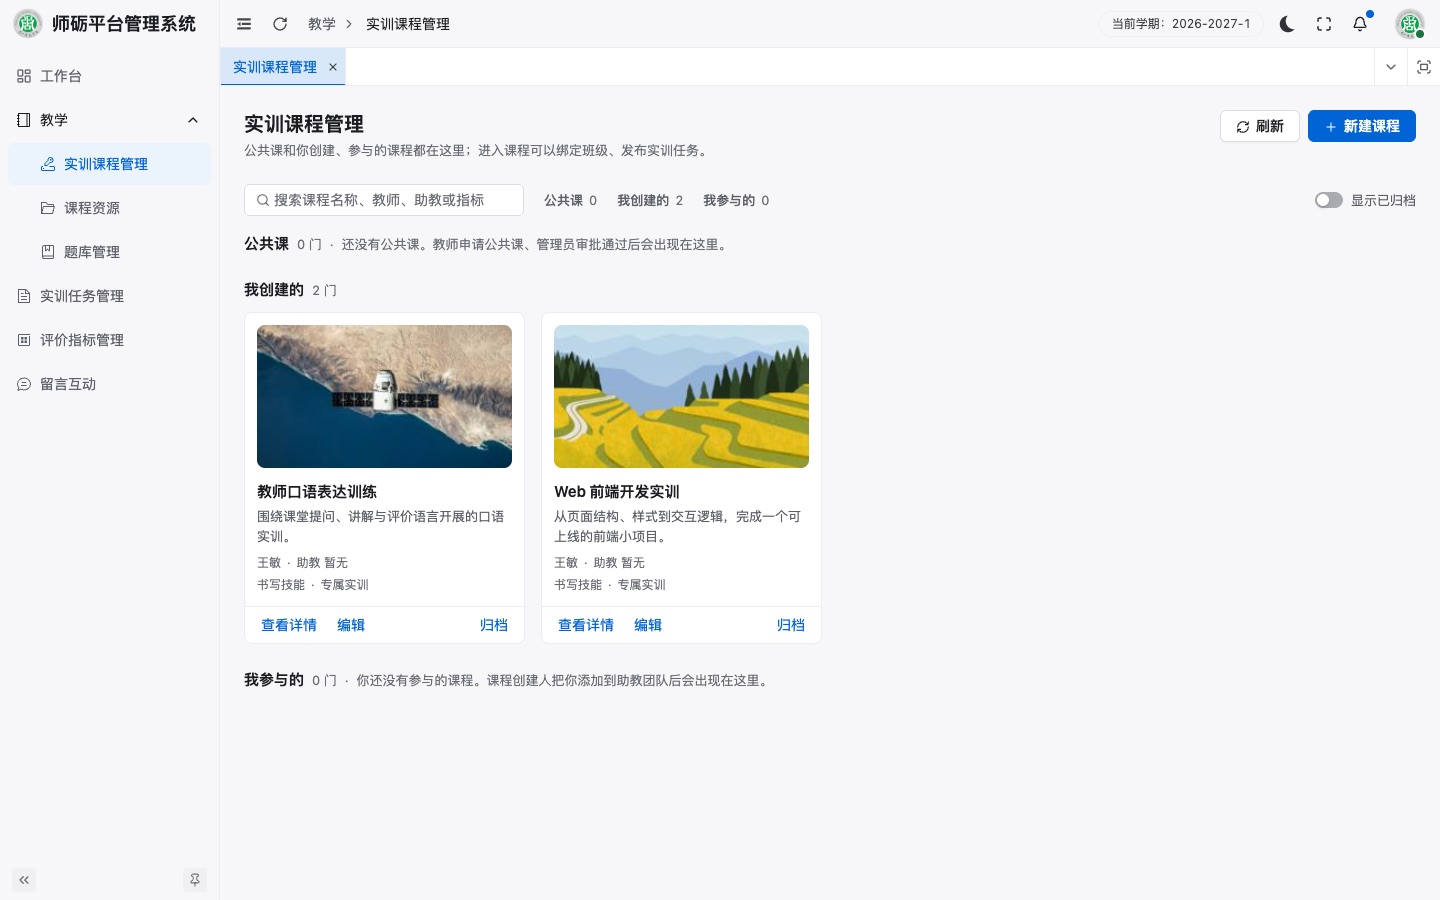 师砺平台管理系统
教学
实训课程管理
当前学期：2026-2027-1
工作台
教学
实训课程管理
课程资源
题库管理
实训任务管理
评价指标管理
留言互动
实训课程管理
实训课程管理
公共课和你创建、参与的课程都在这里；进入课程可以绑定班级、发布实训任务。
刷新
新建课程
搜索课程名称、教师、助教或指标
公共课 0
我创建的 2
我参与的 0
显示已归档
公共课 0 门 · 还没有公共课。教师申请公共课、管理员审批通过后会出现在这里。
我创建的 2 门
教师口语表达训练
围绕课堂提问、讲解与评价语言开展的口语
实训。
王敏 · 助教 暂无
书写技能 · 专属实训
查看详情 编辑 归档
Web 前端开发实训
从页面结构、样式到交互逻辑，完成一个可
上线的前端小项目。
王敏 · 助教 暂无
书写技能 · 专属实训
查看详情 编辑 归档
我参与的 0 门 · 你还没有参与的课程。课程创建人把你添加到助教团队后会出现在这里。